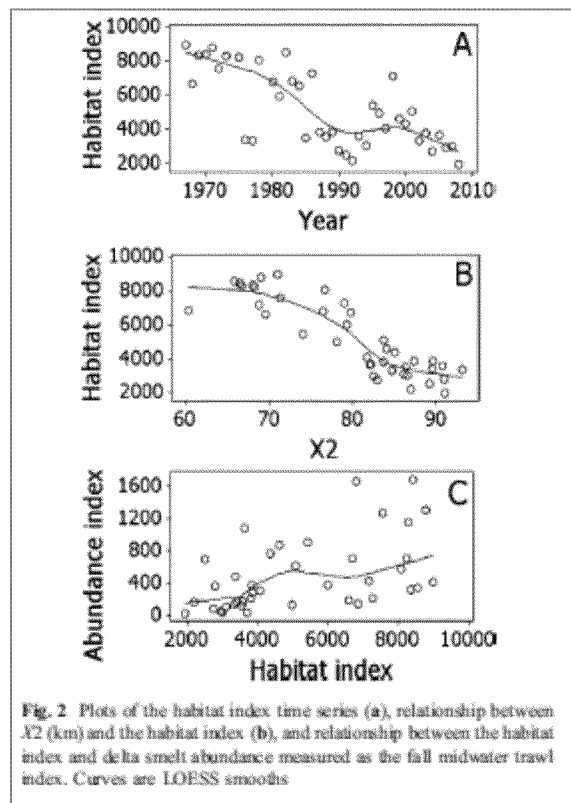 A
Habitat index
10000
8000
6000
4000
2000
1970 1980 1990 2000 2010
Year
B
Habitat index
10000
8000
6000
4000
2000
60 70 80 90
X2
C
Abundance index
1600
1200
800
400
0
2000 4000 6000 8000 10000
Habitat index
Fig. 2 Plots of the habitat index time series (a), relationship between
X2 (km) and the habitat index (b), and relationship between the habitat
index and delta smelt abundance measured as the fall midwater trawl
index. Curves are LOESS smooths